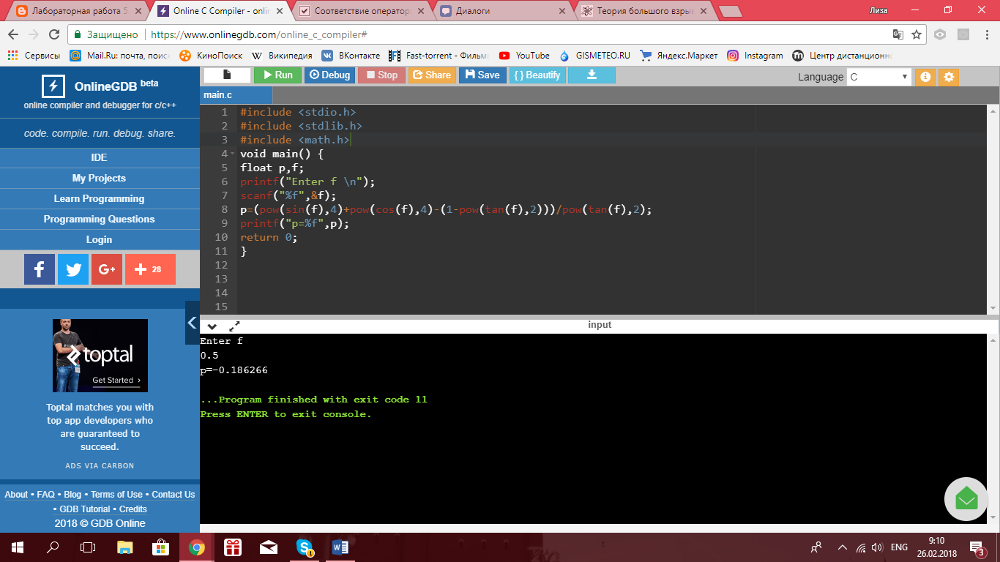 Лабораторная работа 5
Online C Compiler - onlin
Соответствие оператор
Диалоги
Теория большого взры
Лиза
Защищено
https://www.onlinegdb.com/online_c_compiler#
Сервисы
Mail.Ru: почта, поиск
КиноПоиск
W Википедия
ВКонтакте
Fast-torrent - Филь
YouTube
GISMETEO.RU
Яндекс.Маркет
Instagram
Центр дистанционн
OnlineGDB beta
online compiler and debugger for c/c++
code. compile. run. debug. share.
IDE
My Projects
Learn Programming
Programming Questions
Login
f
G+
28
toptal
Get Started ›
Toptal matches you with
top app developers who
are guaranteed to
succeed.
ADS VIA CARBON
About • FAQ • Blog • Terms of Use • Contact Us
• GDB Tutorial • Credits
2018 © GDB Online
Run
Debug
Stop
Share
Save
{ } Beautify
Language C
main.c
1 #include <stdio.h>
2 #include <stdlib.h>
3 #include <math.h>
4 void main() {
5 float p,f;
6 printf("Enter f \n");
7 scanf("%f",&f);
8 p=(pow(sin(f),4)+pow(cos(f),4)-(1-pow(tan(f),2)))/pow(tan(f),2);
9 printf("p=%f",p);
10 return 0;
11 }
12
13
14
15
input
Enter f
0.5
p=-0.186266
...Program finished with exit code 11
Press ENTER to exit console.
1
ENG
9:10
26.02.2018
3